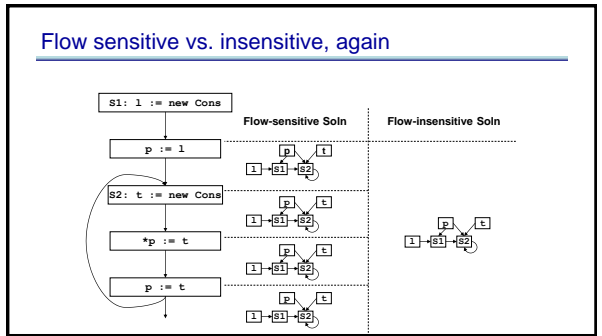 Flow sensitive vs. insensitive, again
S1: l := new Cons
p := l
S2: t := new Cons
*p := t
p := t
Flow-sensitive Soln
p t
l S1 S2
p t
l S1 S2
p t
l S1 S2
p t
l S1 S2
Flow-insensitive Soln
p t
l S1 S2